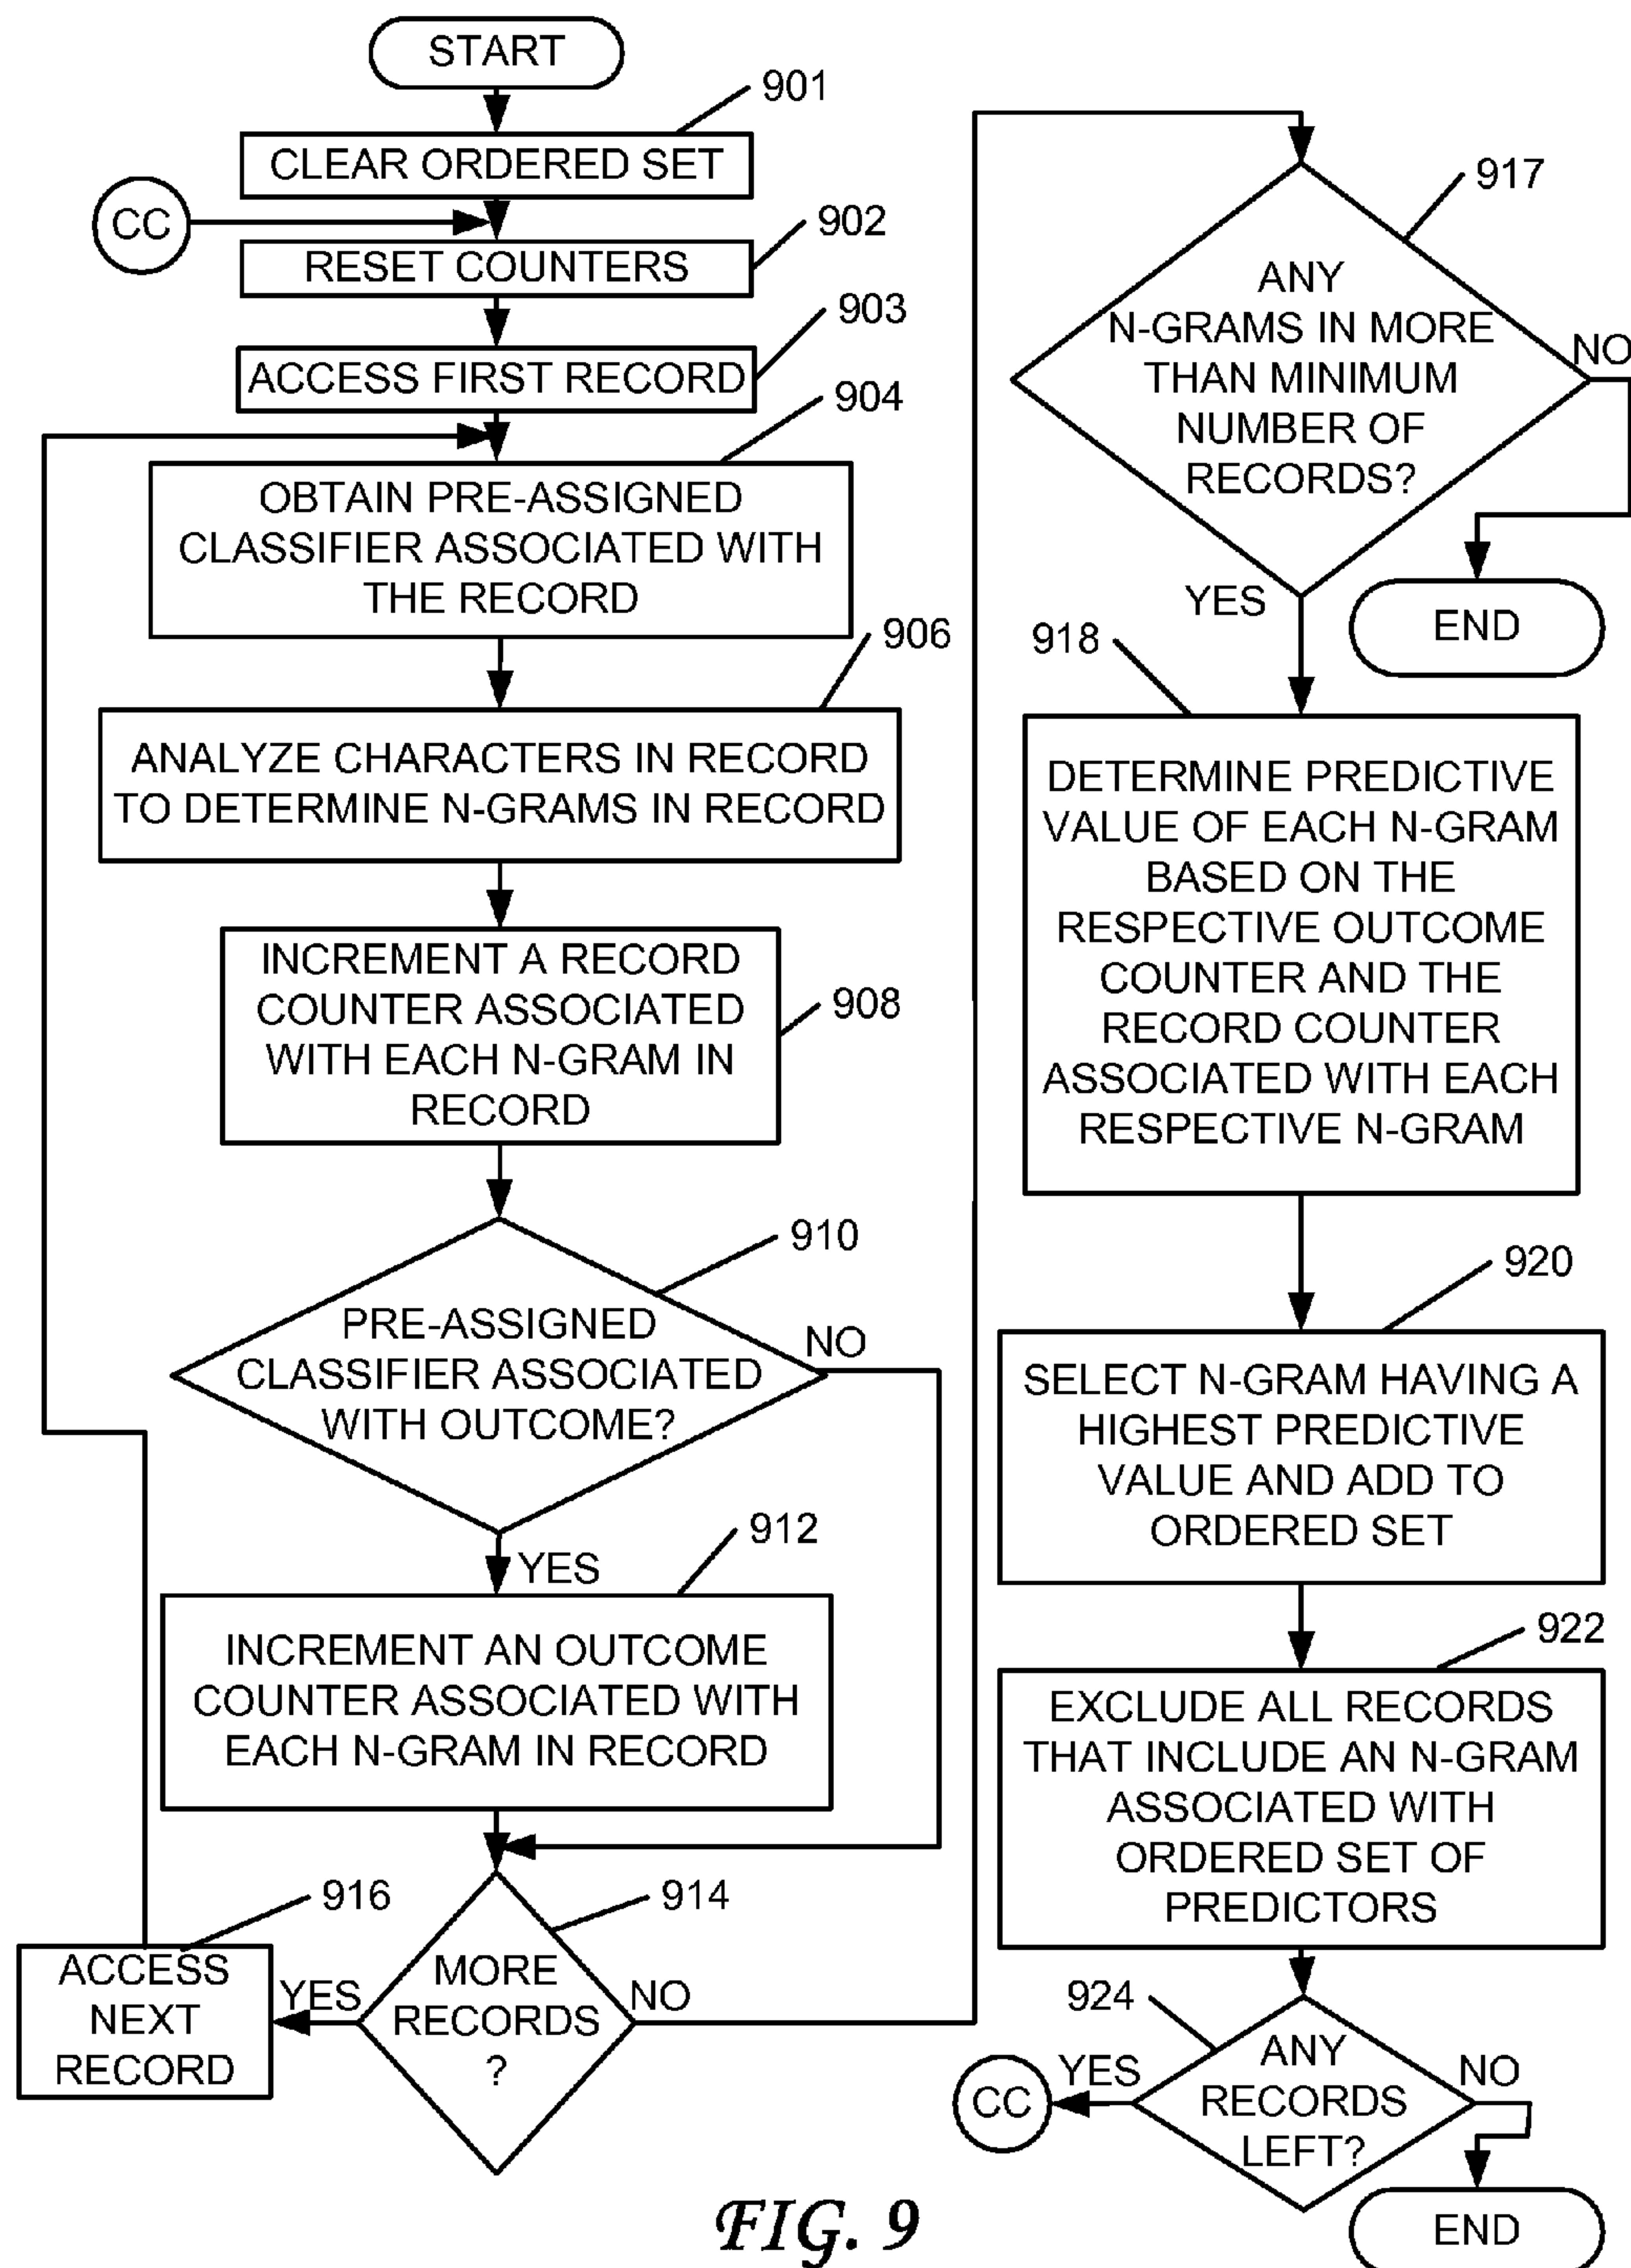 START
901
CLEAR ORDERED SET
CC
902
RESET COUNTERS
903
ACCESS FIRST RECORD
904
OBTAIN PRE-ASSIGNED
CLASSIFIER ASSOCIATED WITH
THE RECORD
906
ANALYZE CHARACTERS IN RECORD
TO DETERMINE N-GRAMS IN RECORD
INCREMENT A RECORD
COUNTER ASSOCIATED
WITH EACH N-GRAM IN
RECORD
908
910
PRE-ASSIGNED
CLASSIFIER ASSOCIATED
WITH OUTCOME?
NO
YES
912
INCREMENT AN OUTCOME
COUNTER ASSOCIATED WITH
EACH N-GRAM IN RECORD
914
MORE
RECORDS
?
YES
NO
916
ACCESS
NEXT
RECORD
917
ANY
N-GRAMS IN MORE
THAN MINIMUM
NUMBER OF
RECORDS?
NO
END
YES
918
DETERMINE PREDICTIVE
VALUE OF EACH N-GRAM
BASED ON THE
RESPECTIVE OUTCOME
COUNTER AND THE
RECORD COUNTER
ASSOCIATED WITH EACH
RESPECTIVE N-GRAM
920
SELECT N-GRAM HAVING A
HIGHEST PREDICTIVE
VALUE AND ADD TO
ORDERED SET
922
EXCLUDE ALL RECORDS
THAT INCLUDE AN N-GRAM
ASSOCIATED WITH
ORDERED SET OF
PREDICTORS
924
ANY
RECORDS
LEFT?
YES
CC
NO
END
FIG. 9